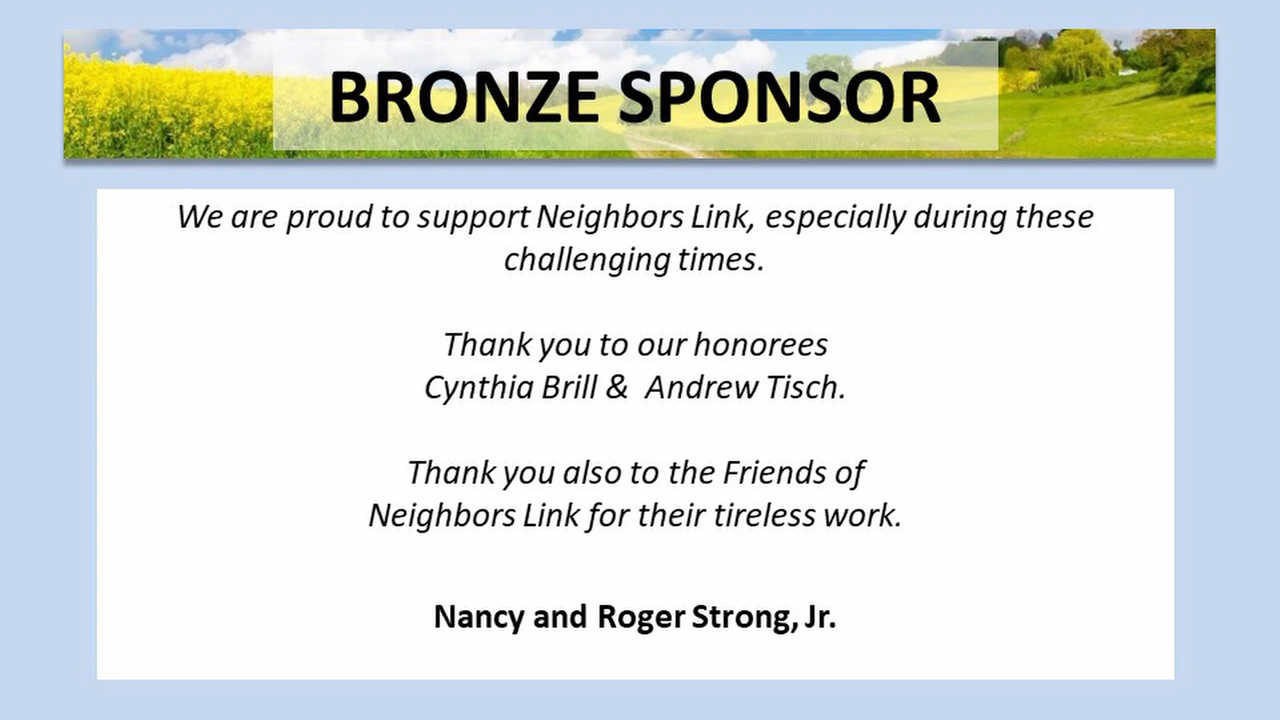 BRONZE SPONSOR
We are proud to support Neighbors Link, especially during these
challenging times.
Thank you to our honorees
Cynthia Brill & Andrew Tisch.
Thank you also to the Friends of
Neighbors Link for their tireless work.
Nancy and Roger Strong, Jr.